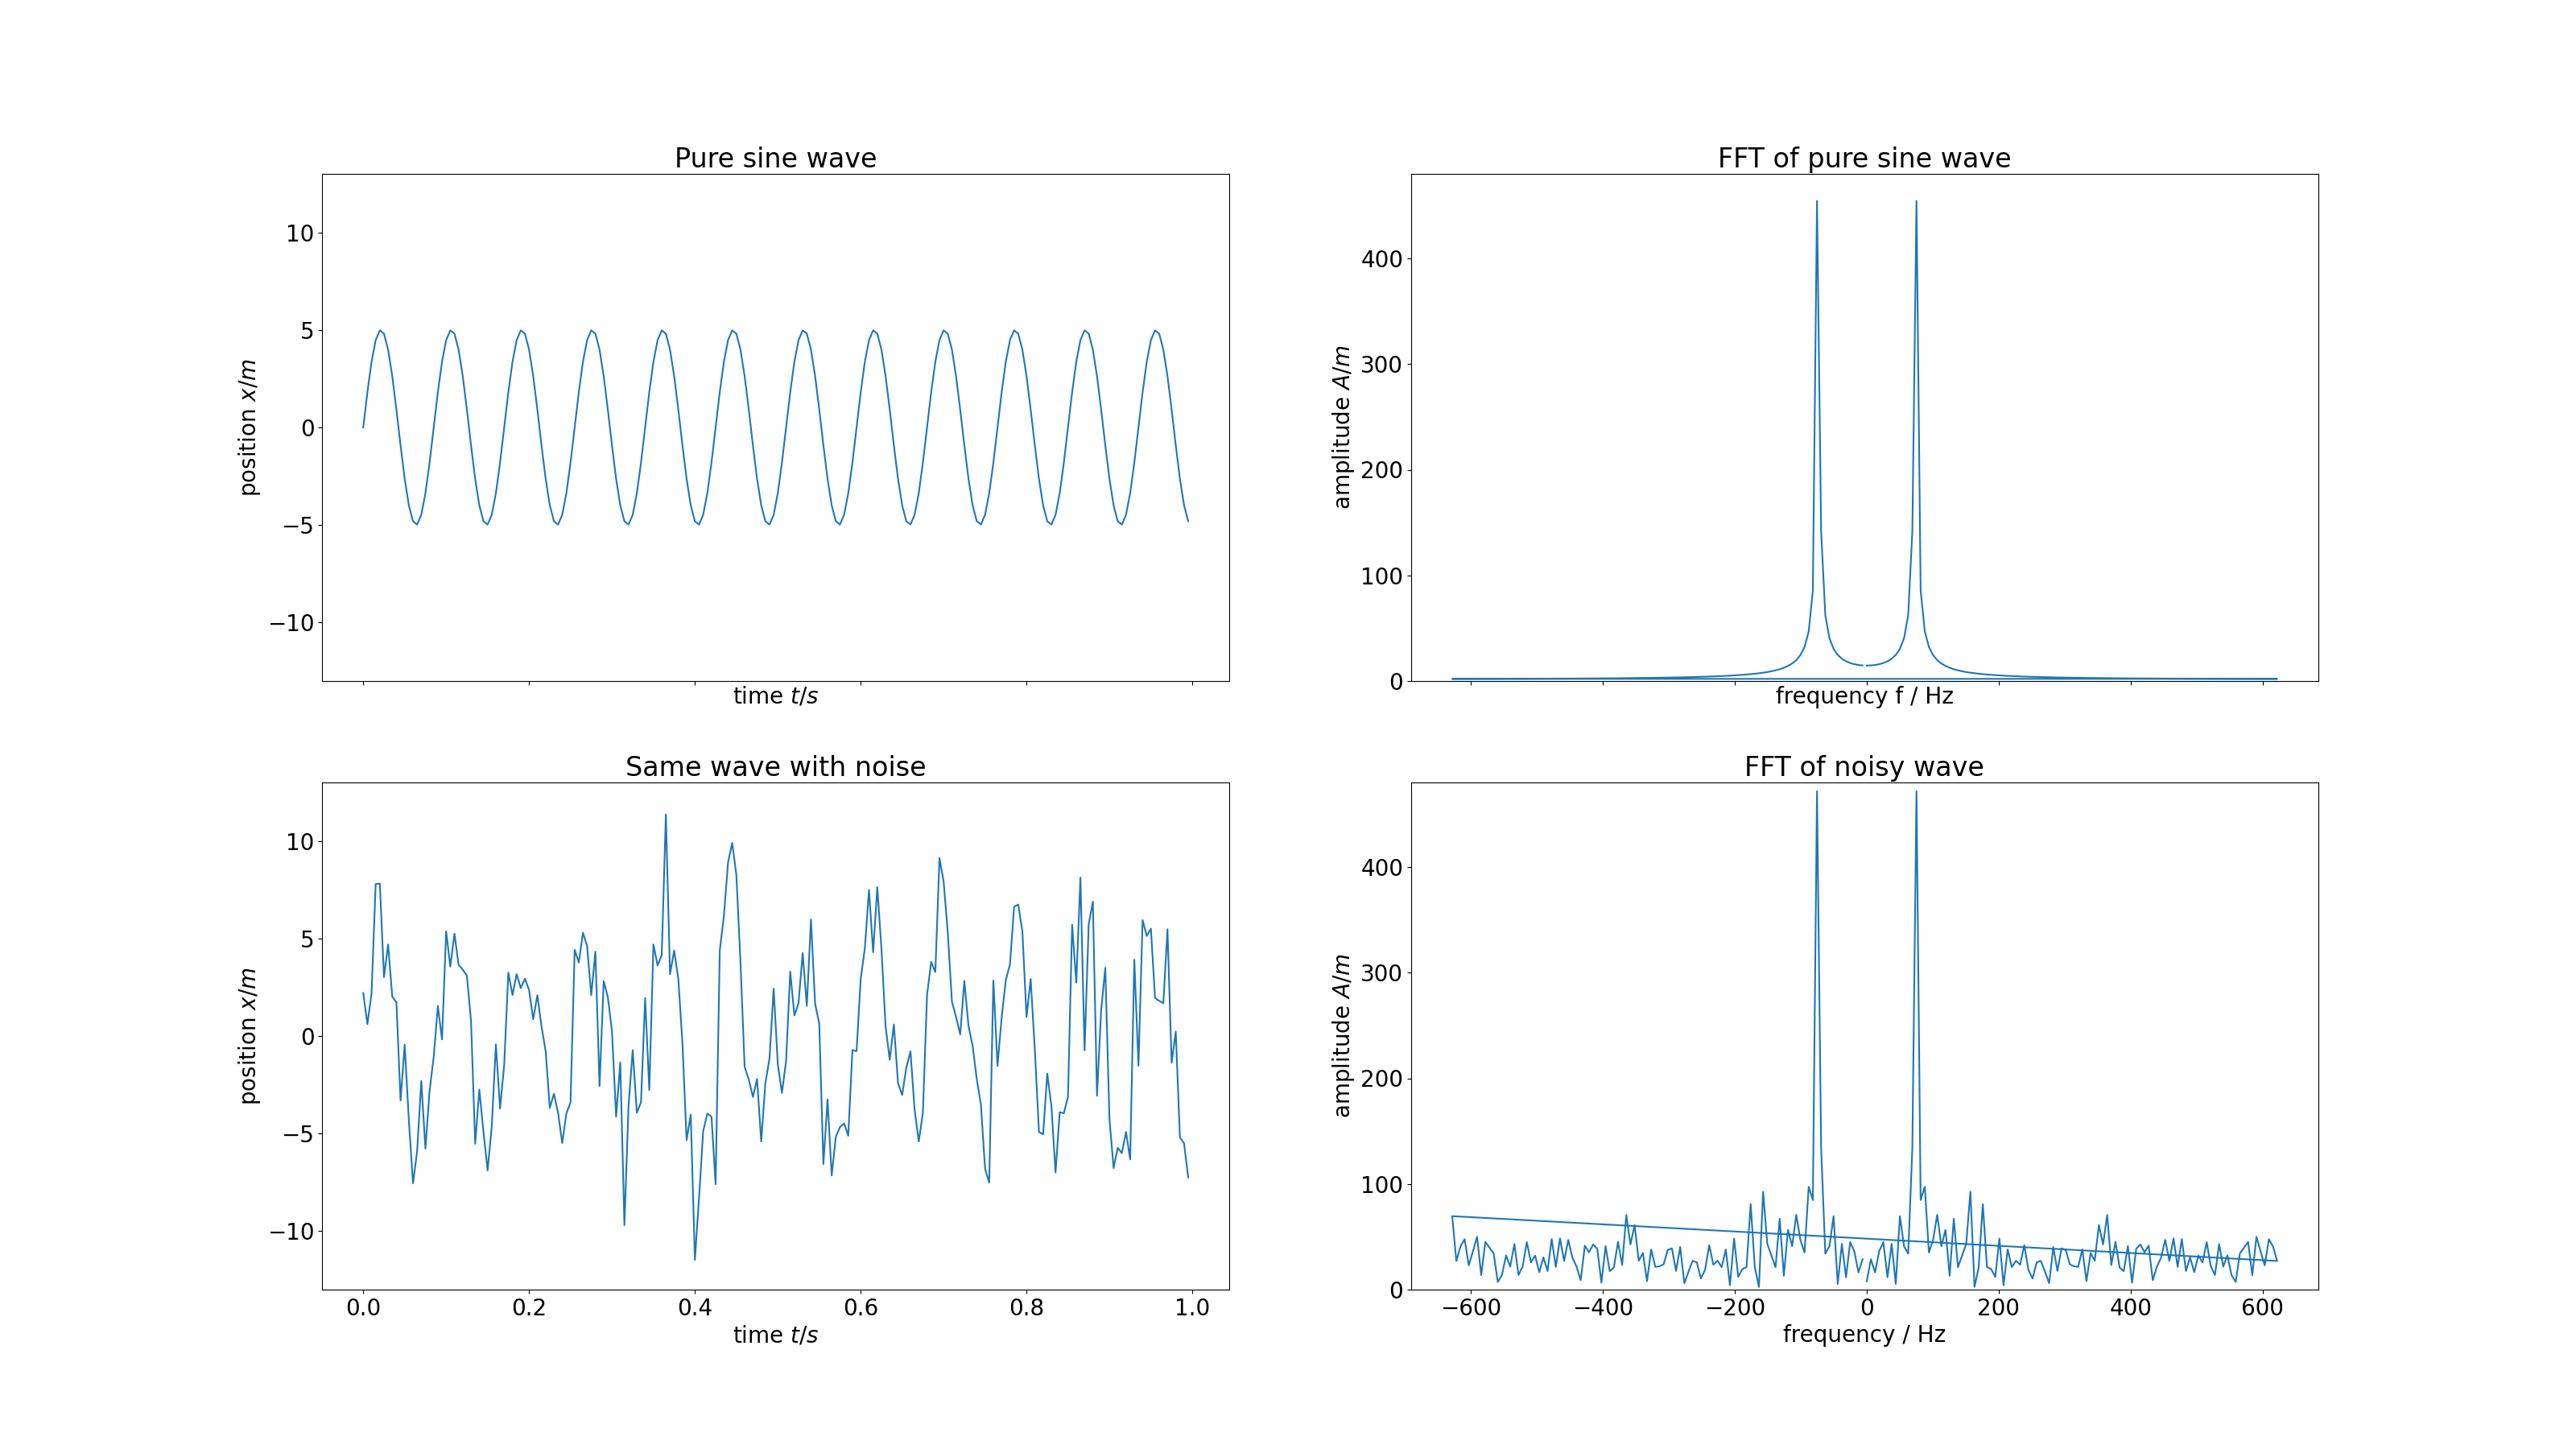 Pure sine wave
10
5
0
−5
−10
position x/m
time t/s
FFT of pure sine wave
400
300
200
100
0
amplitude A/m
frequency f / Hz
Same wave with noise
10
5
0
−5
−10
position x/m
0.0 0.2 0.4 0.6 0.8 1.0
time t/s
FFT of noisy wave
400
300
200
100
0
amplitude A/m
−600 −400 −200 0 200 400 600
frequency / Hz